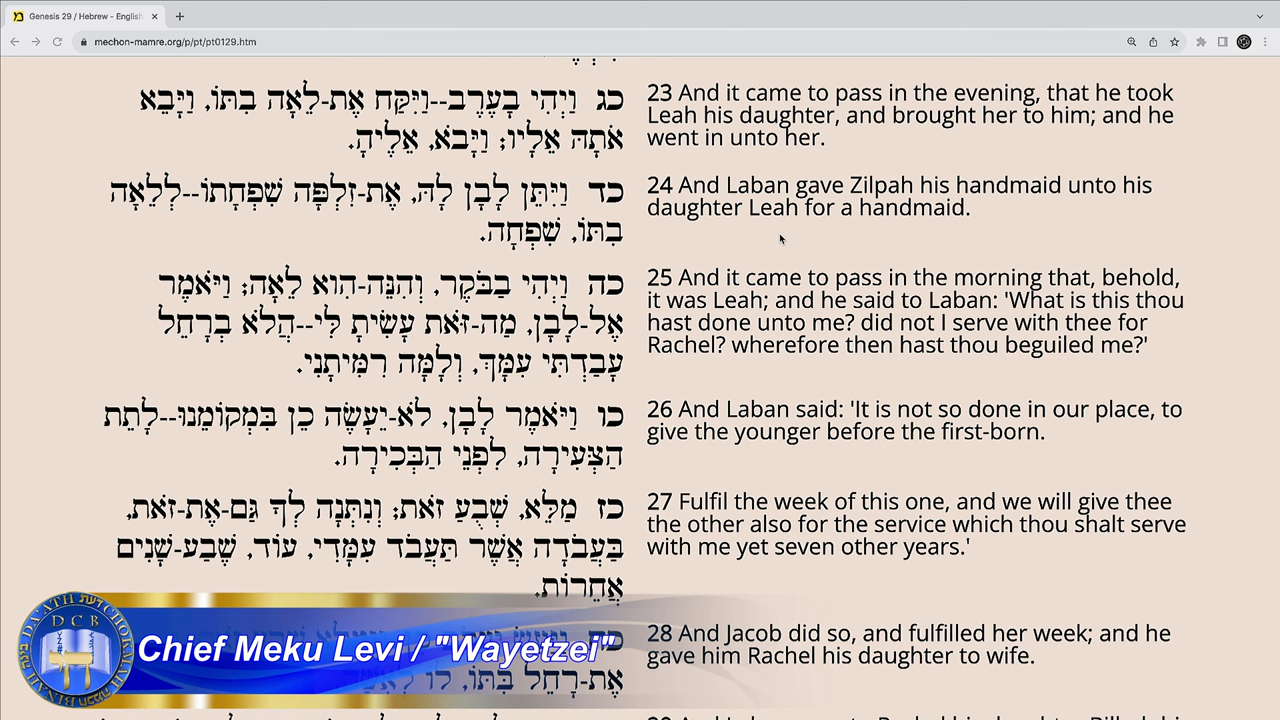 Genesis 29 / Hebrew - English
mechon-mamre.org/p/pt/pt0129.htm
כג וַיְהִי בָעֶרֶב--וַיִּקַּח אֶת-לֵאָה בִתּוֹ, וַיָּבֵא
אֹתָהּ אֵלָיו; וַיָּבֹא, אֵלֶיהָ.
23 And it came to pass in the evening, that he took
Leah his daughter, and brought her to him; and he
went in unto her.
כד וַיִּתֵּן לָבָן לָהּ, אֶת-זִלְפָּה שִׁפְחָתוֹ--לְלֵאָה
בִתּוֹ, שִׁפְחָה.
24 And Laban gave Zilpah his handmaid unto his
daughter Leah for a handmaid.
כה וַיְהִי בַבֹּקֶר, וְהִנֵּה-הִוא לֵאָה; וַיֹּאמֶר
אֶל-לָבָן, מַה-זֹּאת עָשִׂיתָ לִּי--הֲלֹא בְרָחֵל
עָבַדְתִּי עִמָּךְ, וְלָמָּה רִמִּיתָנִי.
25 And it came to pass in the morning that, behold,
it was Leah; and he said to Laban: 'What is this thou
hast done unto me? did not I serve with thee for
Rachel? wherefore then hast thou beguiled me?'
כו וַיֹּאמֶר לָבָן, לֹא-יֵעָשֶׂה כֵן בִּמְקוֹמֵנוּ--לָתֵת
הַצְּעִירָה, לִפְנֵי הַבְּכִירָה.
26 And Laban said: 'It is not so done in our place, to
give the younger before the first-born.
כז מַלֵּא, שְׁבֻעַ זֹאת; וְנִתְּנָה לְךָ גַּם-אֶת-זֹאת,
בַּעֲבֹדָה אֲשֶׁר תַּעֲבֹד עִמָּדִי, עוֹד, שֶׁבַע-שָׁנִים
אֲחֵרוֹת.
27 Fulfil the week of this one, and we will give thee
the other also for the service which thou shalt serve
with me yet seven other years.'
אֶת-רָחֵל בִּתּוֹ, לוֹ לְאִשָּׁה
28 And Jacob did so, and fulfilled her week; and he
gave him Rachel his daughter to wife.
DCB
Chief Meku Levi / "Wayetzei"